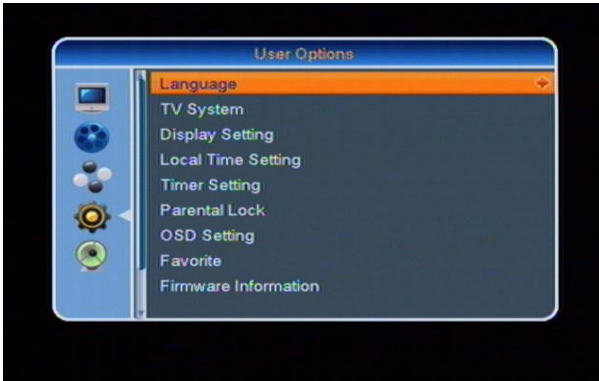 User Options
Language
TV System
Display Setting
Local Time Setting
Timer Setting
Parental Lock
OSD Setting
Favorite
Firmware Information